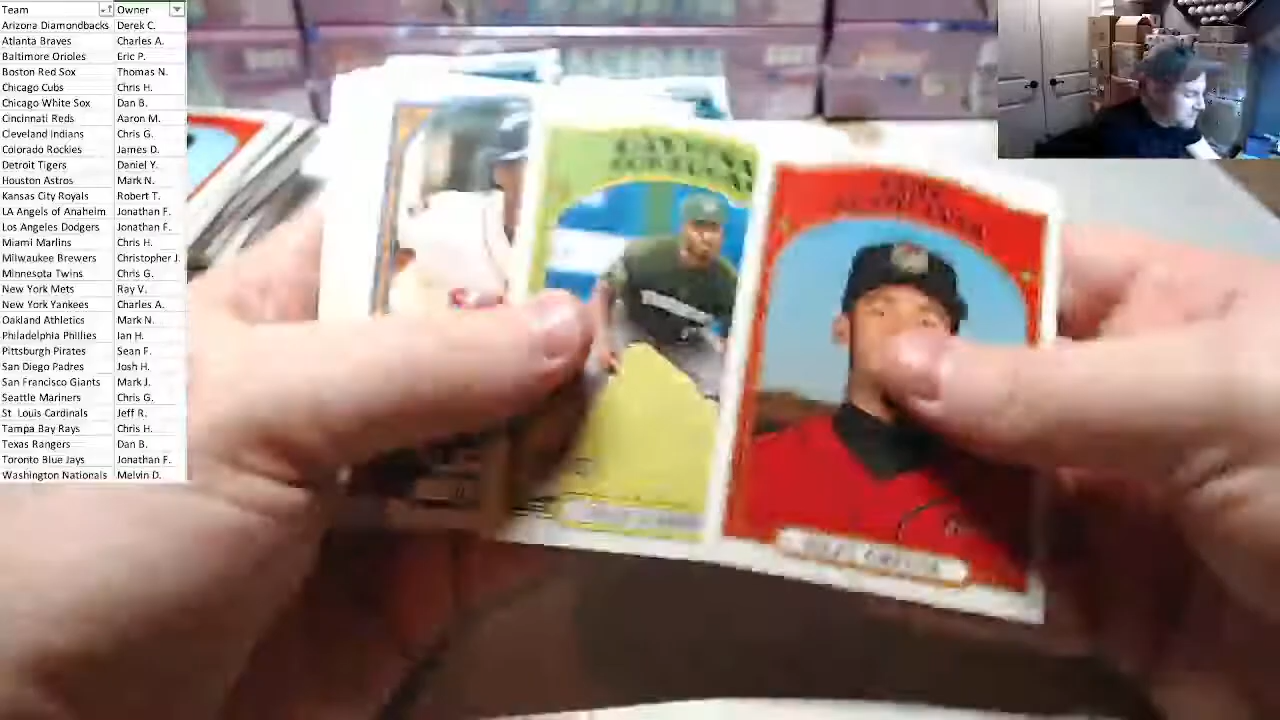 Team Owner
Arizona Diamondbacks Derek C.
Atlanta Braves Charles A.
Baltimore Orioles Eric P.
Boston Red Sox Thomas N.
Chicago Cubs Chris H.
Chicago White Sox Dan B.
Cincinnati Reds Aaron M.
Cleveland Indians Chris G.
Colorado Rockies James D.
Detroit Tigers Daniel Y.
Houston Astros Mark N.
Kansas City Royals Robert T.
LA Angels of Anaheim Jonathan F.
Los Angeles Dodgers Jonathan F.
Miami Marlins Chris H.
Milwaukee Brewers Christopher J.
Minnesota Twins Chris G.
New York Mets Ray V.
New York Yankees Charles A.
Oakland Athletics Mark N.
Philadelphia Phillies Ian H.
Pittsburgh Pirates Sean F.
San Diego Padres Josh H.
San Francisco Giants Mark J.
Seattle Mariners Chris G.
St. Louis Cardinals Jeff R.
Tampa Bay Rays Chris H.
Texas Rangers Dan B.
Toronto Blue Jays Jonathan F.
Washington Nationals Melvin D.